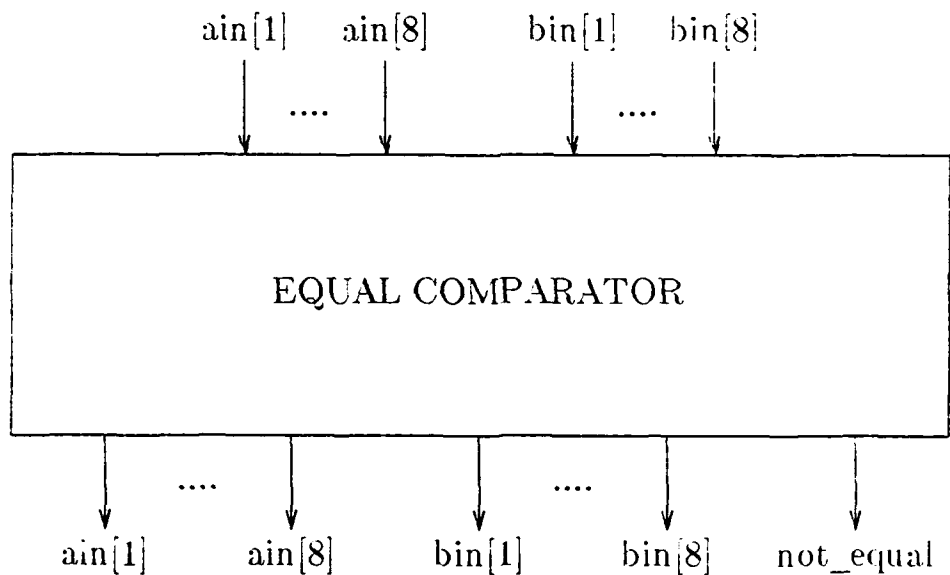 ain[1] ain[8] bin[1] bin[8]
.... ....
EQUAL COMPARATOR
.... ....
ain[1] ain[8] bin[1] bin[8] not_equal